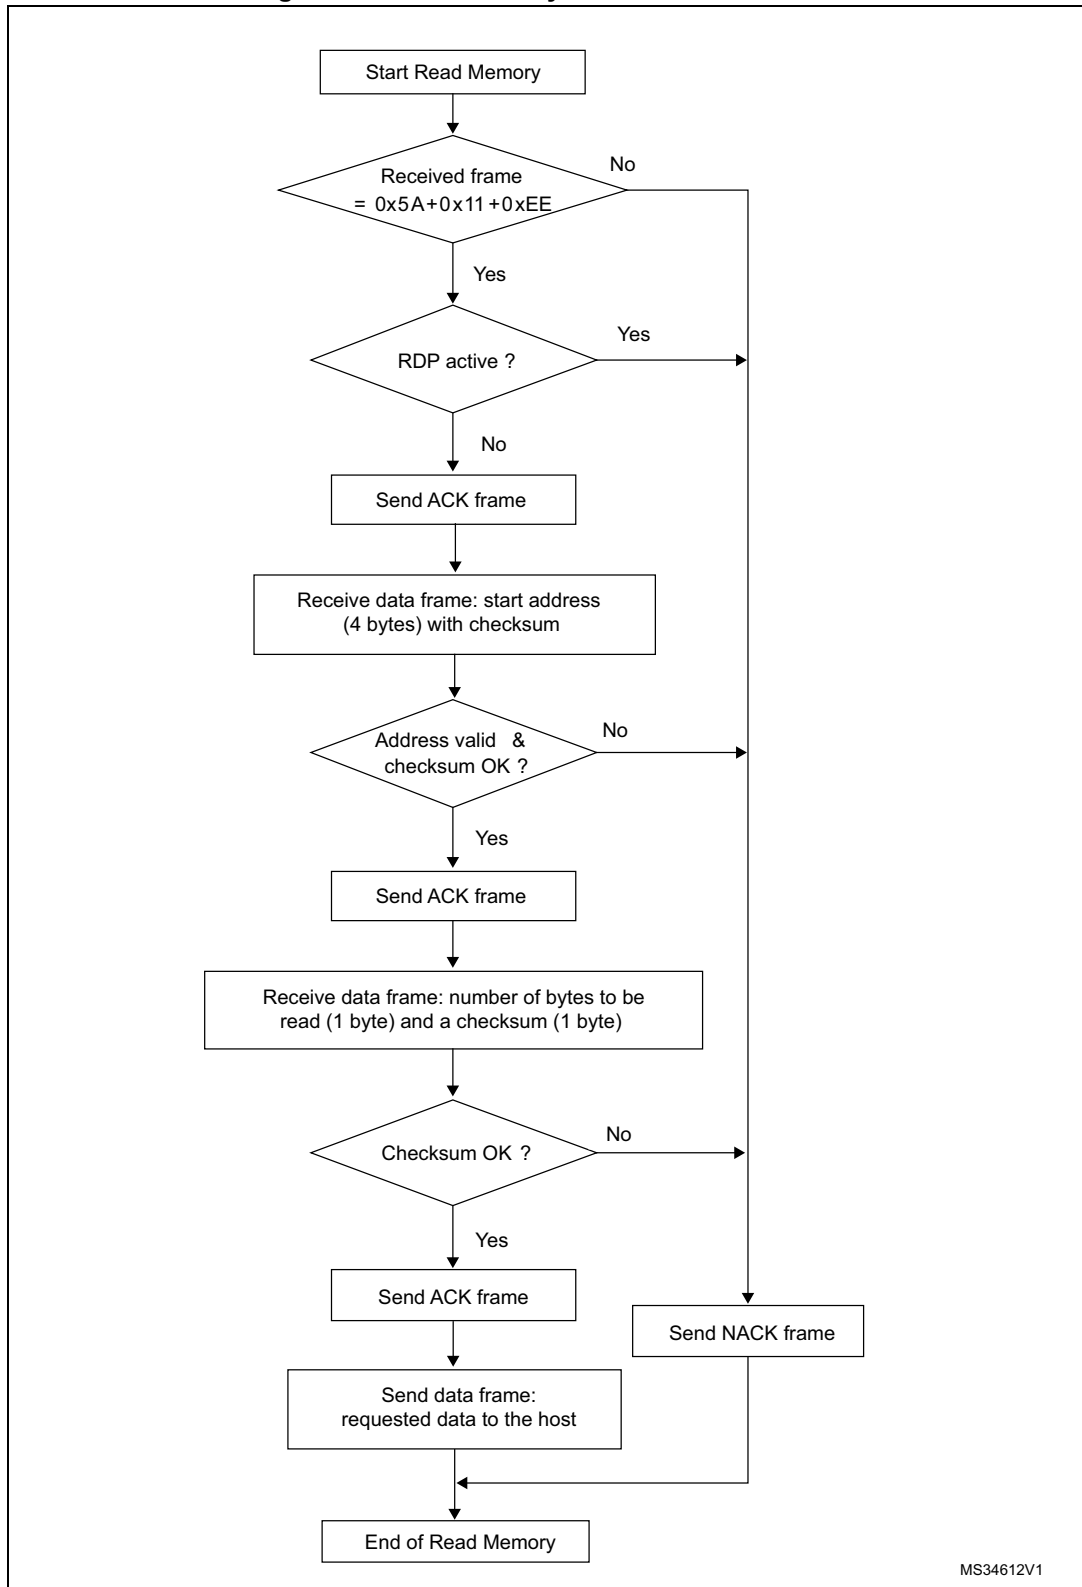 Start Read Memory
No
Received frame
= 0x5A+0x11+0xEE
Yes
Yes
RDP active ?
No
Send ACK frame
Receive data frame: start address
(4 bytes) with checksum
No
Address valid &
checksum OK ?
Yes
Send ACK frame
Receive data frame: number of bytes to be
read (1 byte) and a checksum (1 byte)
No
Checksum OK ?
Yes
Send ACK frame
Send NACK frame
Send data frame:
requested data to the host
End of Read Memory
MS34612V1